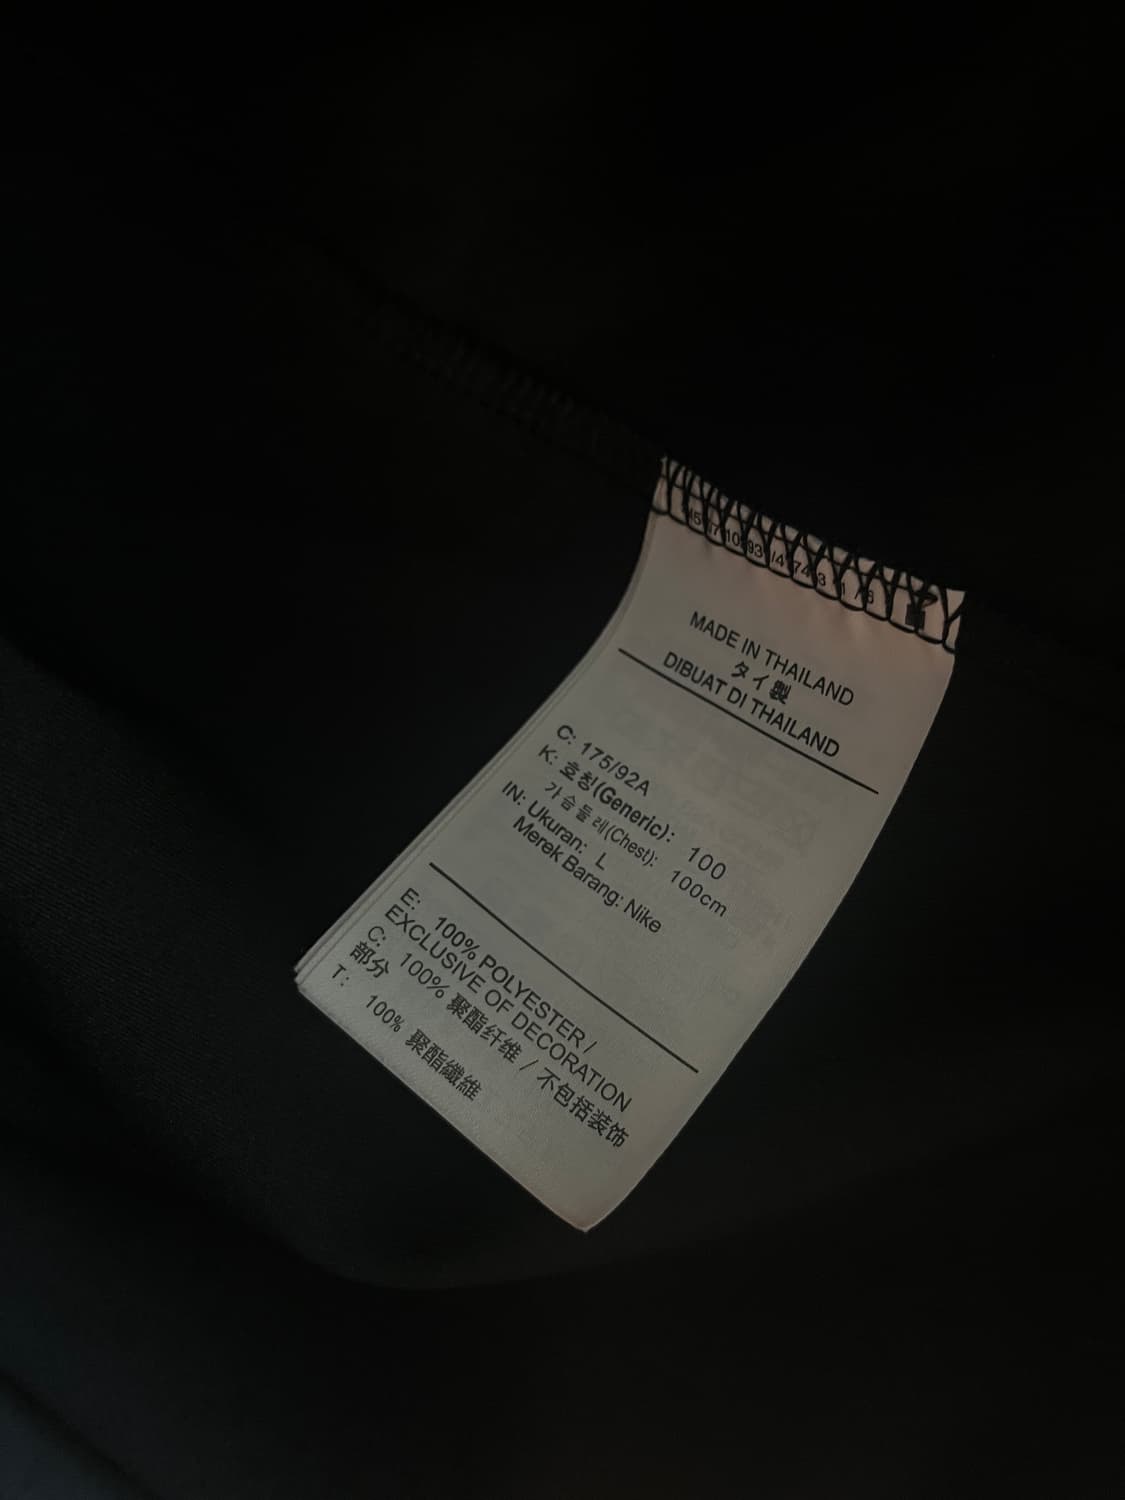 MADE IN THAILAND
タイ製
DIBUAT DI THAILAND
C: 175/92A
K: 호칭(Generic): 100
가슴둘레(Chest): 100cm
IN: Ukuran: L
Merek Barang: Nike
E: 100% POLYESTER /
EXCLUSIVE OF DECORATION
C: 100% 聚酯纤维 / 不包括装饰
部分
T: 100% 聚酯纖維